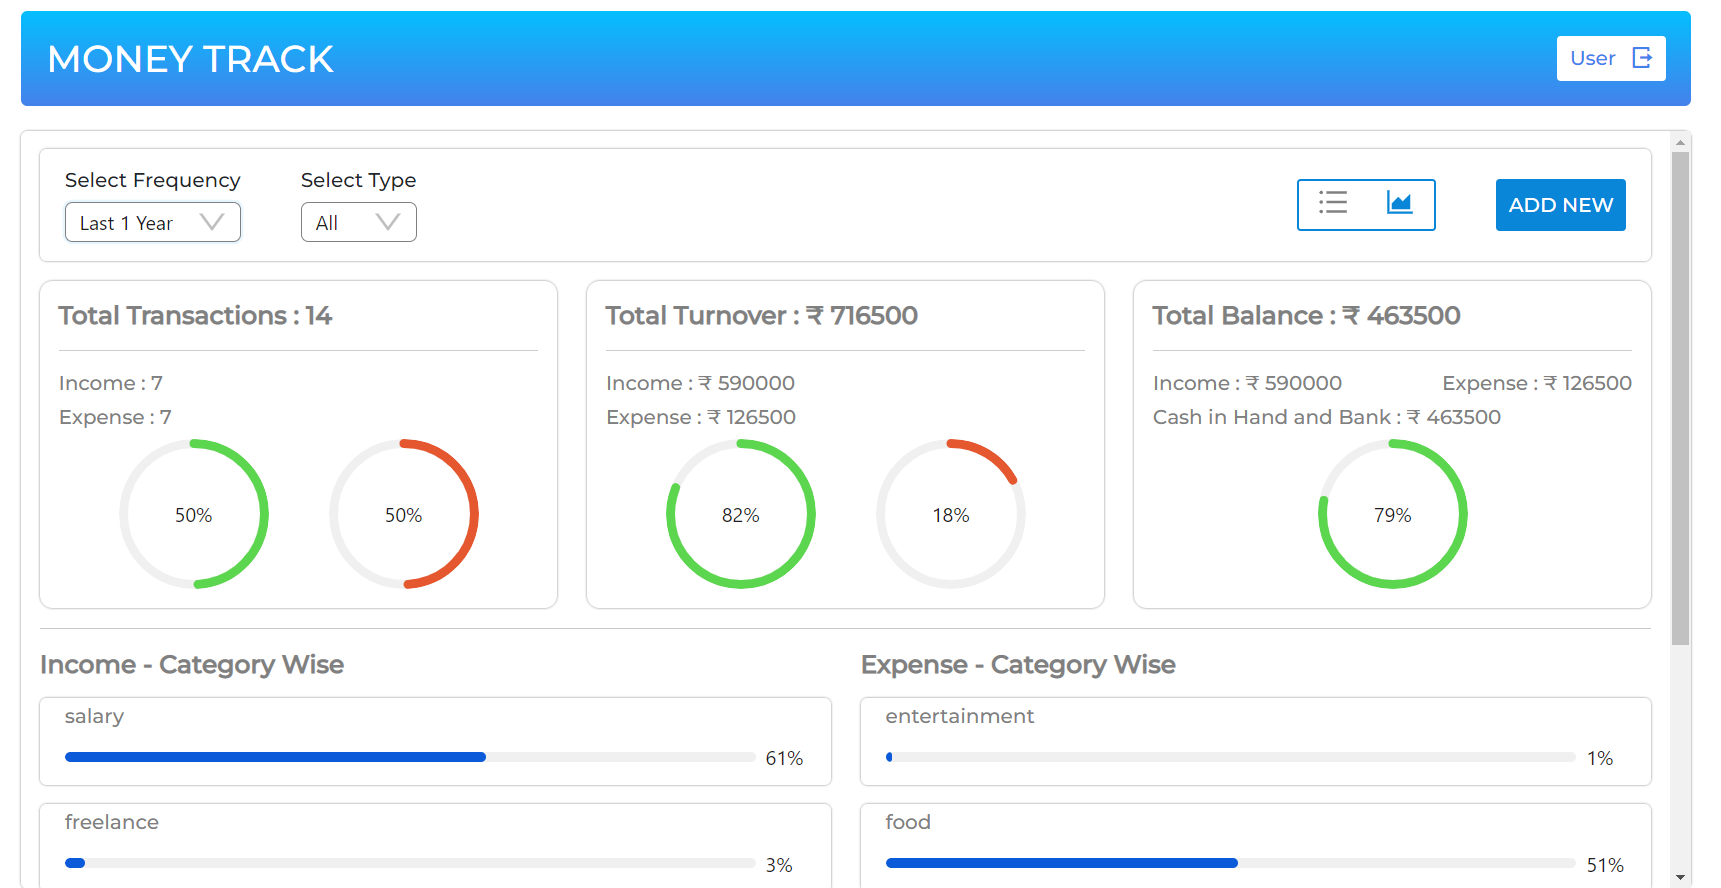 MONEY TRACK
User
Select Frequency
Select Type
Last 1 Year
All
ADD NEW
Total Transactions : 14
Income : 7
Expense : 7
50%
50%
Total Turnover : ₹ 716500
Income : ₹ 590000
Expense : ₹ 126500
82%
18%
Total Balance : ₹ 463500
Income : ₹ 590000
Expense : ₹ 126500
Cash in Hand and Bank : ₹ 463500
79%
Income - Category Wise
salary
61%
freelance
3%
Expense - Category Wise
entertainment
1%
food
51%